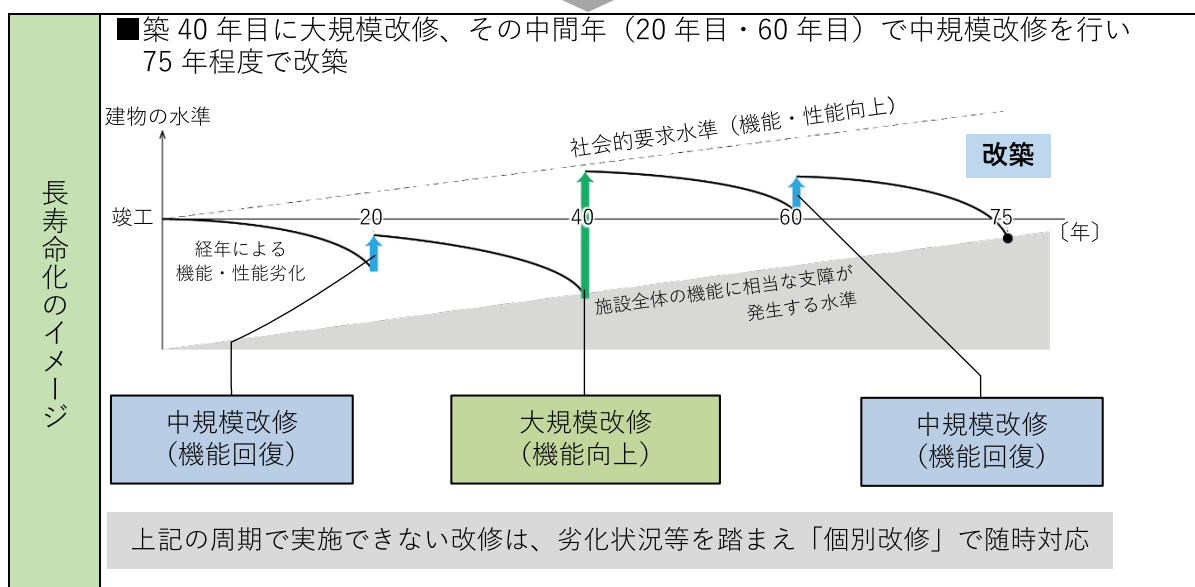 ■築 40 年目に大規模改修、その中間年（20 年目・60 年目）で中規模改修を行い
75 年程度で改築
長寿命化のイメージ
建物の水準
社会的要求水準（機能・性能向上）
改築
竣工
20
40
60
75
〔年〕
経年による
機能・性能劣化
施設全体の機能に相当な支障が
発生する水準
中規模改修
(機能回復)
大規模改修
(機能向上)
中規模改修
(機能回復)
上記の周期で実施できない改修は、劣化状況等を踏まえ「個別改修」で随時対応